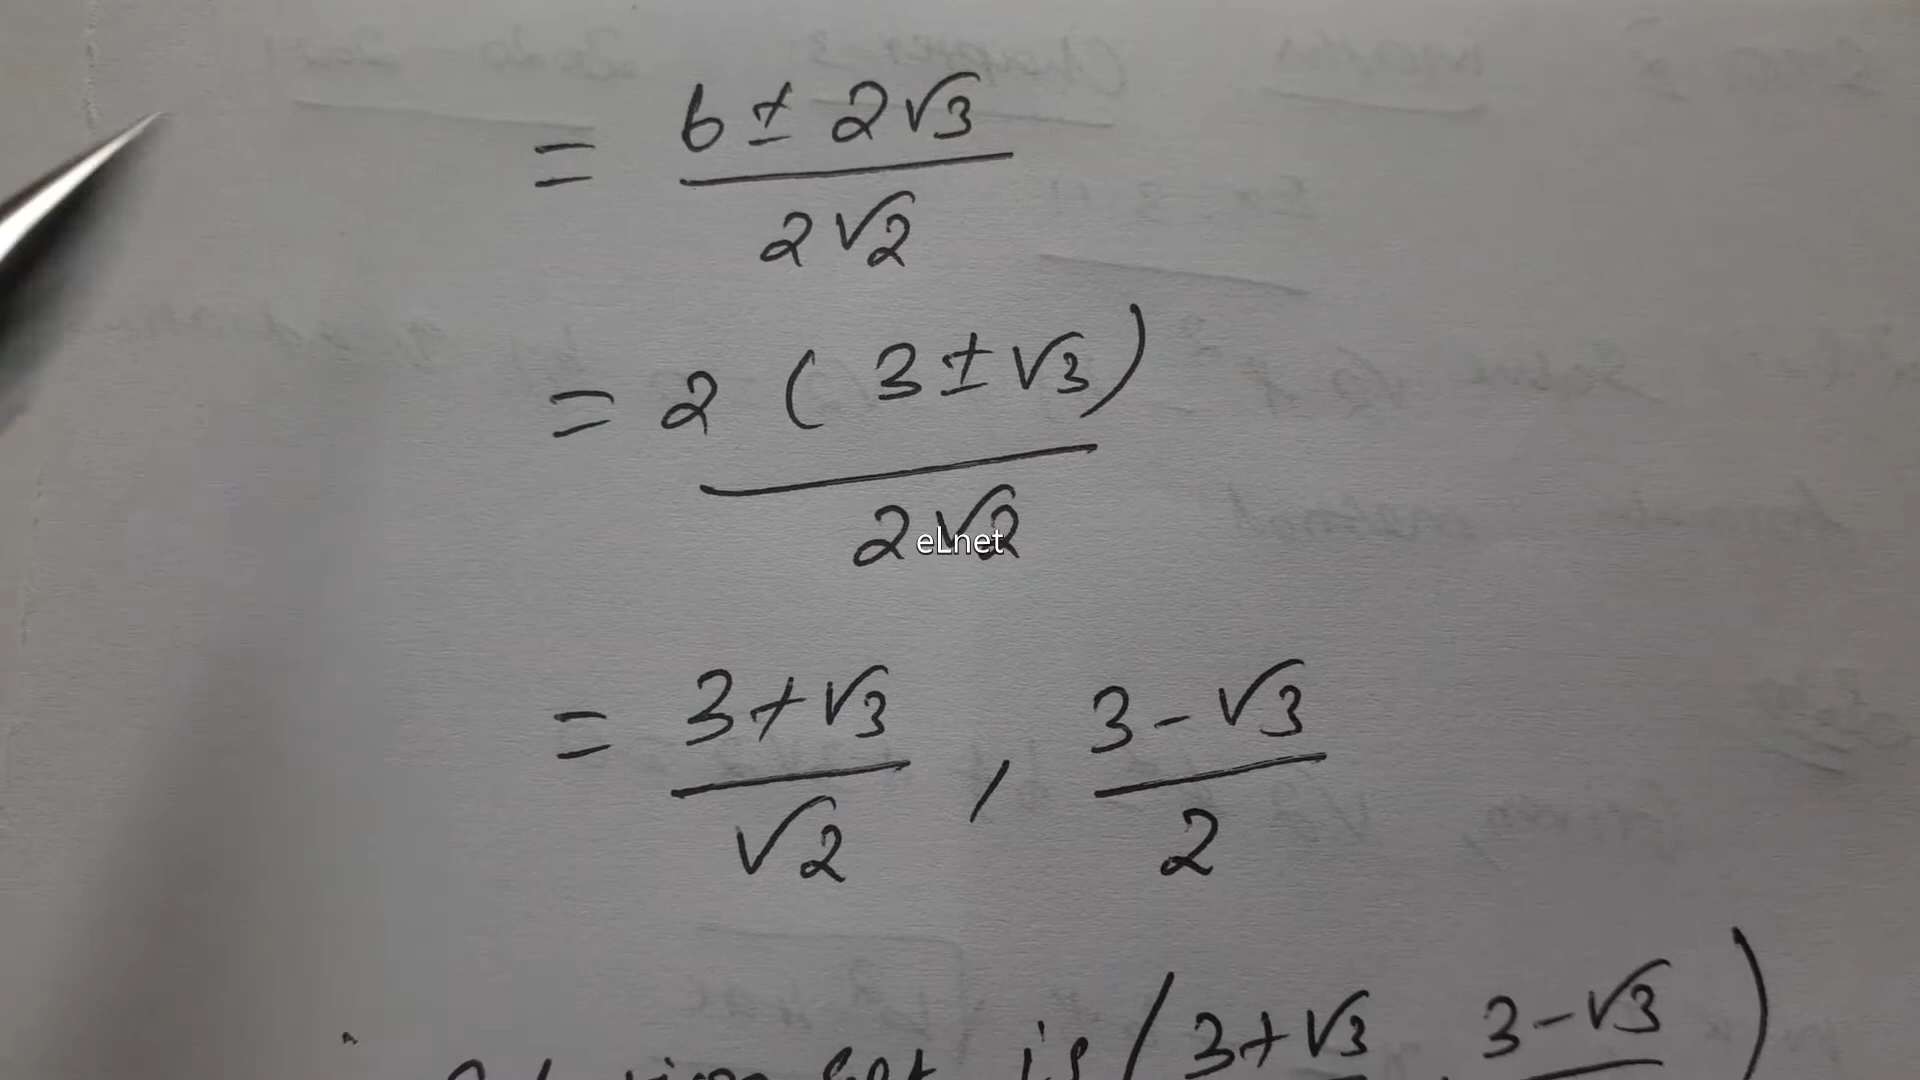 = 6 ± 2√3
2√2
= 2 ( 3 ± √3 )
2√2
eLnet
= 3 + √3 , 3 - √3
√2 2
set is ( 3 + √3 , 3 - √3 )